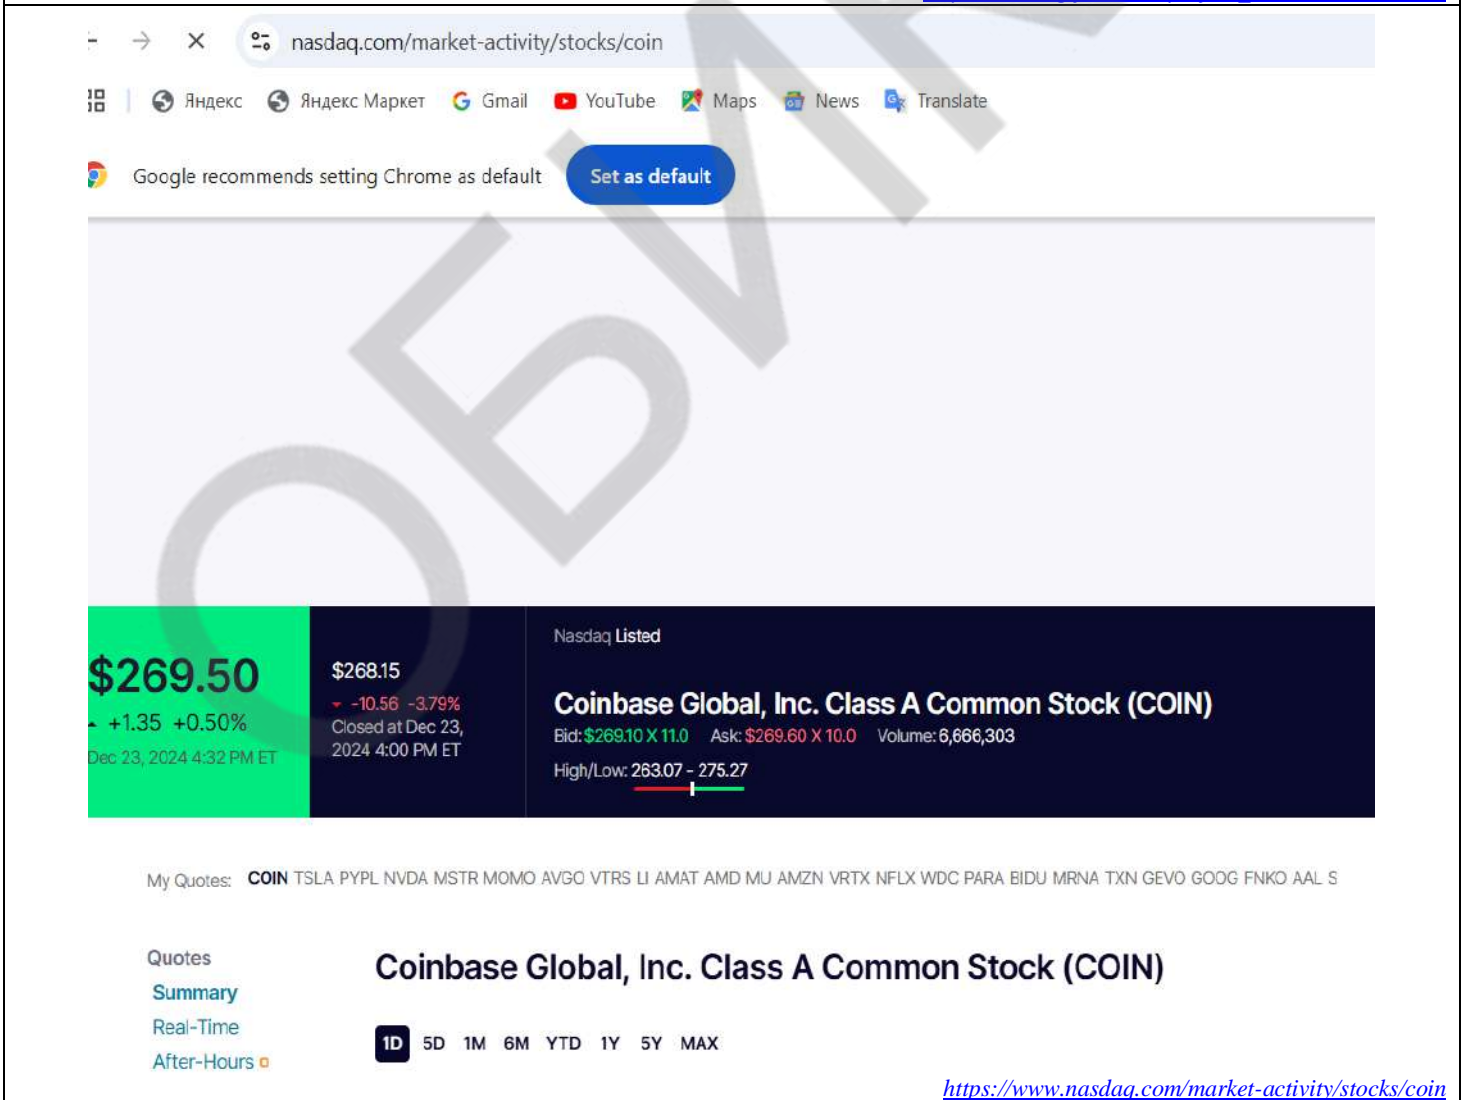 nasdaq.com/market-activity/stocks/coin
Яндекс Яндекс Маркет Gmail YouTube Maps News Translate
Google recommends setting Chrome as default Set as default
ОБИ
Nasdaq Listed
$269.50
+1.35 +0.50%
Dec 23, 2024 4:32 PM ET
$268.15
-10.56 -3.79%
Closed at Dec 23,
2024 4:00 PM ET
Coinbase Global, Inc. Class A Common Stock (COIN)
Bid: $269.10 X 11.0 Ask: $269.60 X 10.0 Volume: 6,666,303
High/Low: 263.07 - 275.27
My Quotes: COIN TSLA PYPL NVDA MSTR MOMO AVGO VTRS LI AMAT AMD MU AMZN VRTX NFLX WDC PARA BIDU MRNA TXN GEVO GOOG FNKO AAL S
Quotes
Summary
Real-Time
After-Hours
Coinbase Global, Inc. Class A Common Stock (COIN)
1D 5D 1M 6M YTD 1Y 5Y MAX
https://www.nasdaq.com/market-activity/stocks/coin